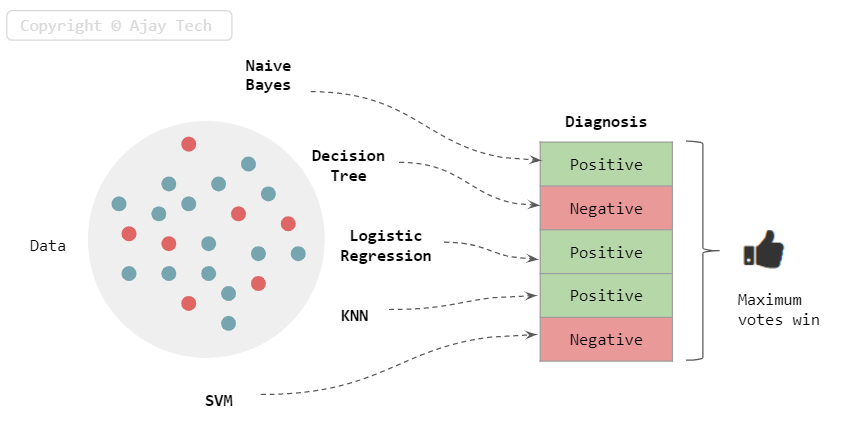 Copyright © Ajay Tech
Naive
Bayes
Diagnosis
Decision
Tree
Positive
Negative
Data
Logistic
Regression
Positive
Positive
KNN
Maximum
votes win
Negative
SVM